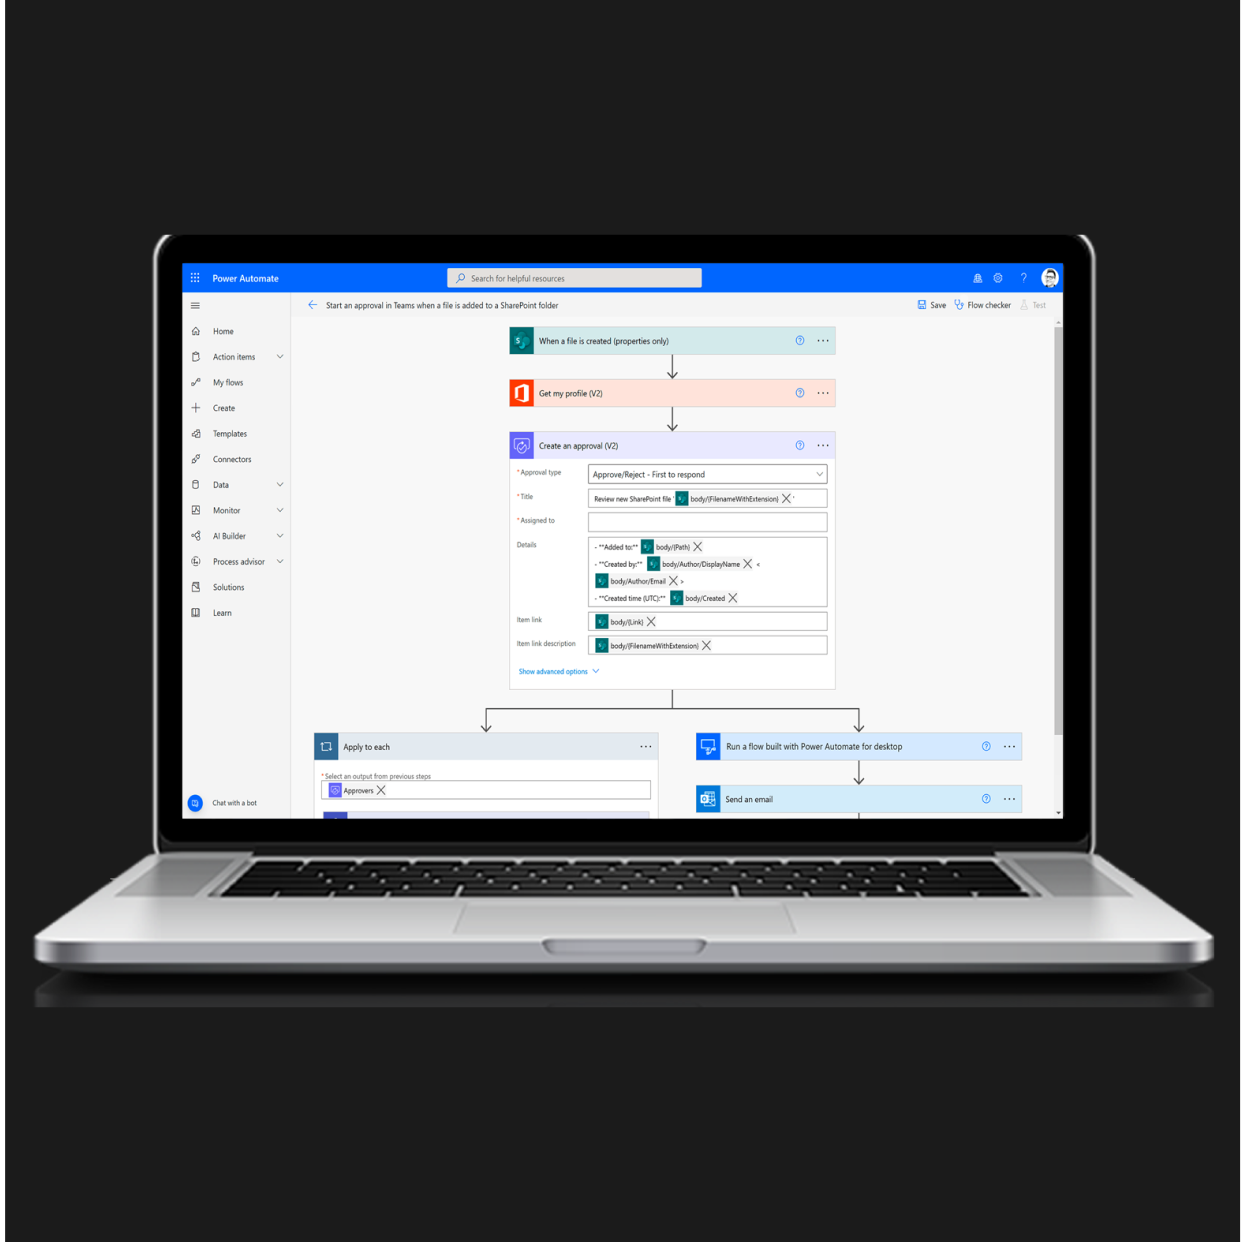 Power Automate
Search for helpful resources
?
Start an approval in Teams when a file is added to a SharePoint folder
Save
Flow checker
Test
Home
Action items
My flows
Create
Templates
Connectors
Data
Monitor
AI Builder
Process advisor
Solutions
Learn
Chat with a bot
When a file is created (properties only)
Get my profile (V2)
Create an approval (V2)
* Approval type
Approve/Reject - First to respond
* Title
Review new SharePoint file ' body/{FilenameWithExtension} '
* Assigned to
Details
- **Added to:** body/{Path}
- **Created by:** body/Author/DisplayName <
body/Author/Email >
- **Created time (UTC):** body/Created
Item link
body/{Link}
Item link description
body/{FilenameWithExtension}
Show advanced options
Apply to each
* Select an output from previous steps
Approvers
Run a flow built with Power Automate for desktop
Send an email